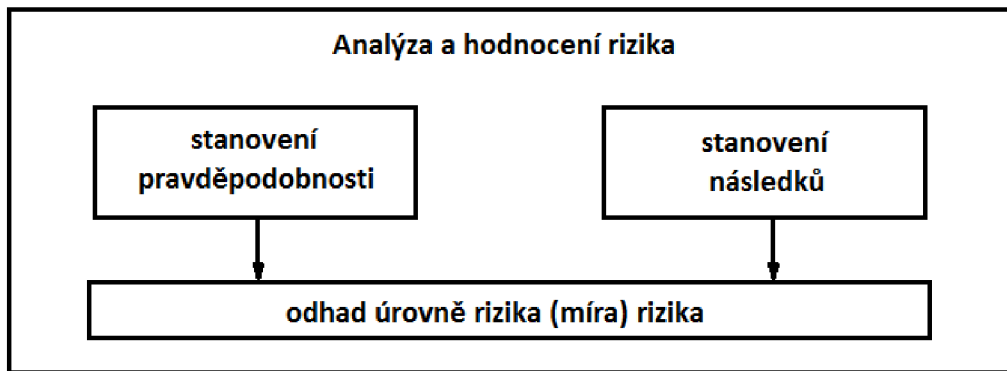 Analýza a hodnocení rizika
stanovení
pravděpodobnosti
stanovení
následků
odhad úrovně rizika (míra) rizika